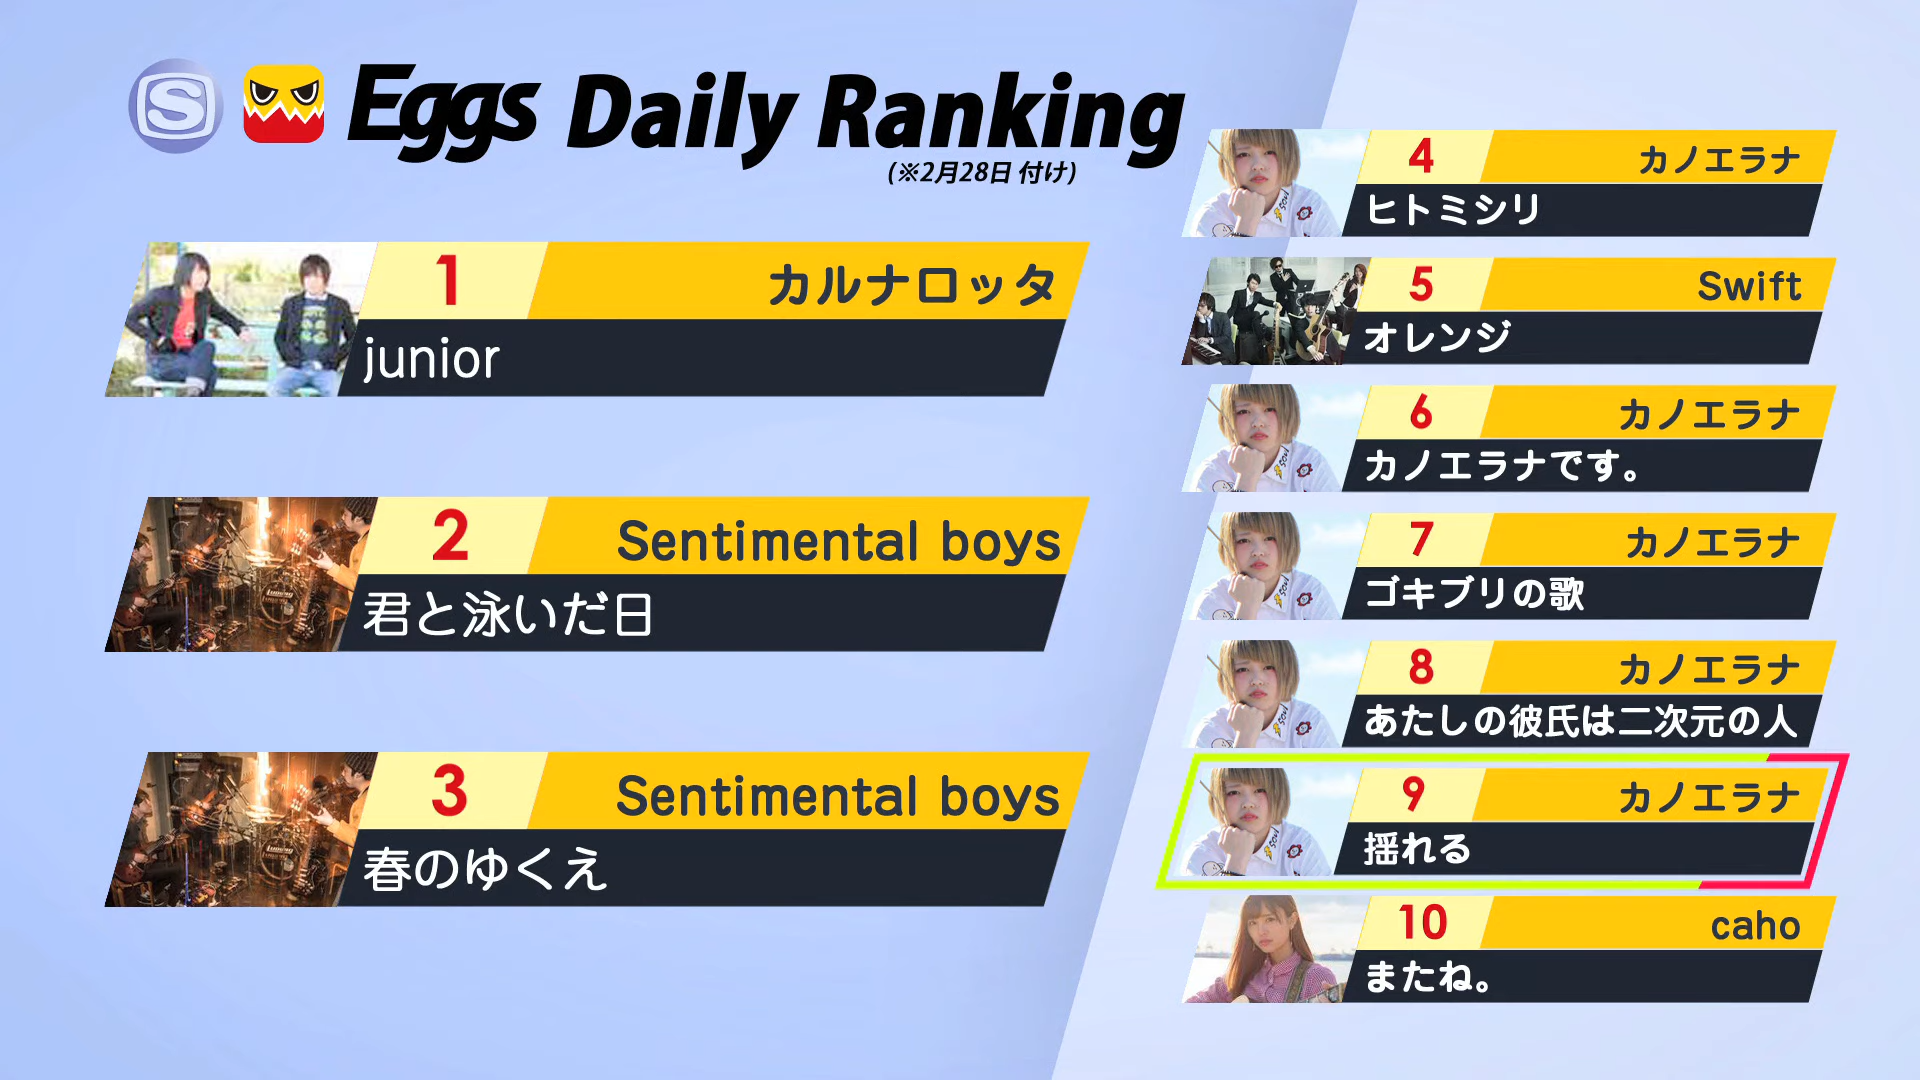 S
Eggs Daily Ranking
(※2月28日 付け)
1
カルナロッタ
junior
2
Sentimental boys
君と泳いだ日
3
Sentimental boys
春のゆくえ
4
カノエラナ
ヒトミシリ
5
Swift
オレンジ
6
カノエラナ
カノエラナです。
7
カノエラナ
ゴキブリの歌
8
カノエラナ
あたしの彼氏は二次元の人
9
カノエラナ
揺れる
10
caho
またね。